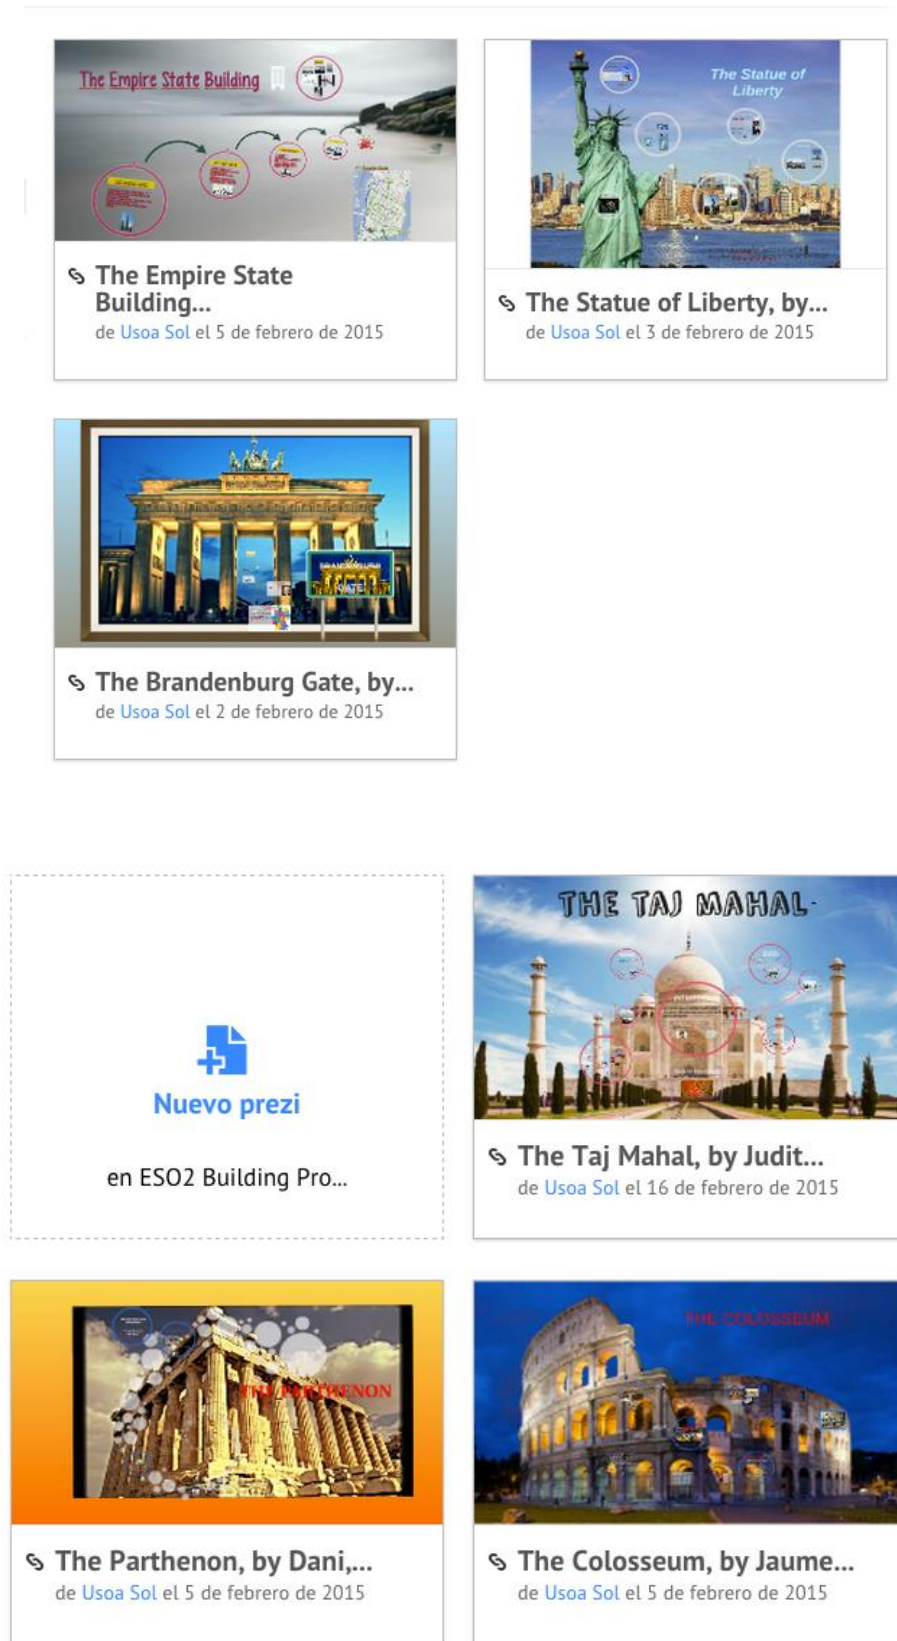 The Empire State Building
The Statue of
Liberty
The Empire State
Building...
de Usoa Sol el 5 de febrero de 2015
The Statue of Liberty, by...
de Usoa Sol el 3 de febrero de 2015
BRANDENBURG
GATE
The Brandenburg Gate, by...
de Usoa Sol el 2 de febrero de 2015
Nuevo prezi
en ESO2 Building Pro...
THE TAJ MAHAL-
The Taj Mahal, by Judit...
de Usoa Sol el 16 de febrero de 2015
THE PARTHENON
THE COLOSSEUM
The Parthenon, by Dani,...
de Usoa Sol el 5 de febrero de 2015
The Colosseum, by Jaume...
de Usoa Sol el 5 de febrero de 2015